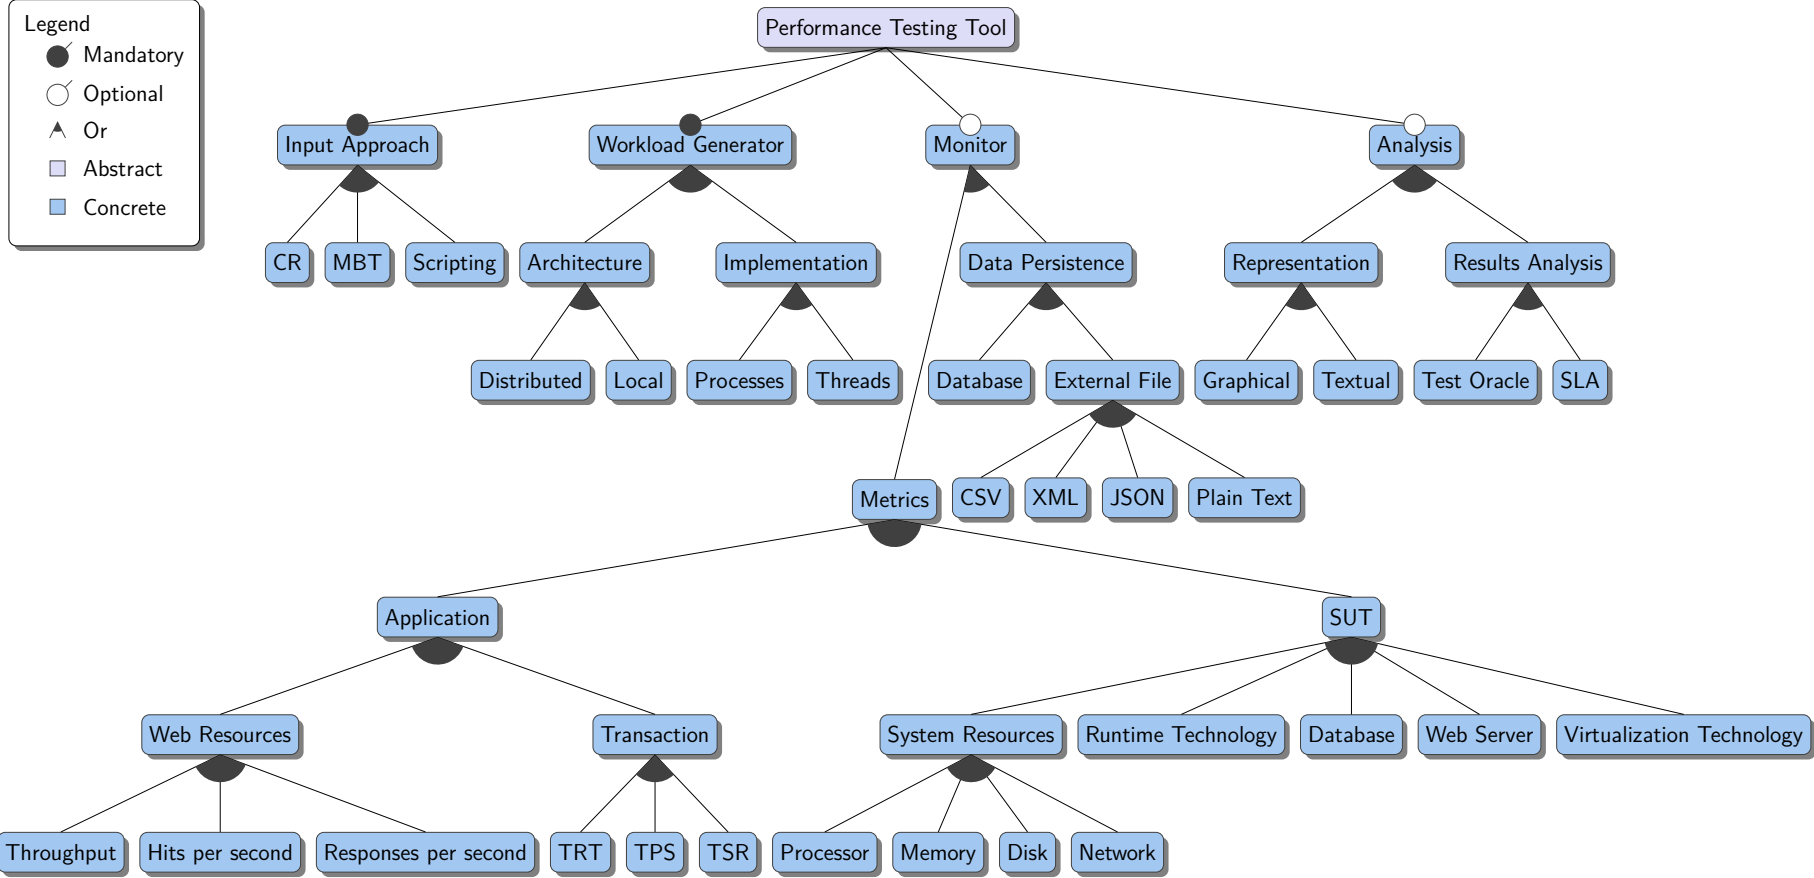 Legend
Mandatory
Optional
Or
Abstract
Concrete
Performance Testing Tool
Input Approach
Workload Generator
Monitor
Analysis
CR
MBT
Scripting
Architecture
Implementation
Data Persistence
Representation
Results Analysis
Distributed
Local
Processes
Threads
Database
External File
Graphical
Textual
Test Oracle
SLA
Metrics
CSV
XML
JSON
Plain Text
Application
SUT
Web Resources
Transaction
System Resources
Runtime Technology
Database
Web Server
Virtualization Technology
Throughput
Hits per second
Responses per second
TRT
TPS
TSR
Processor
Memory
Disk
Network